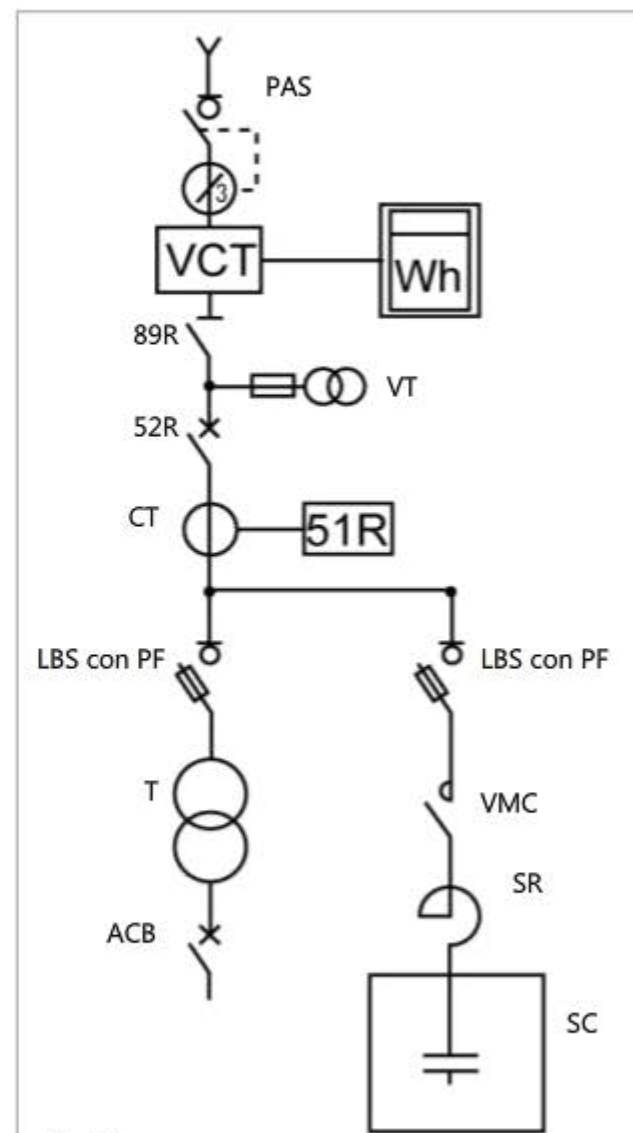 PAS
3
VCT
Wh
89R
VT
52R
CT
51R
LBS con PF
LBS con PF
T
VMC
SR
ACB
SC